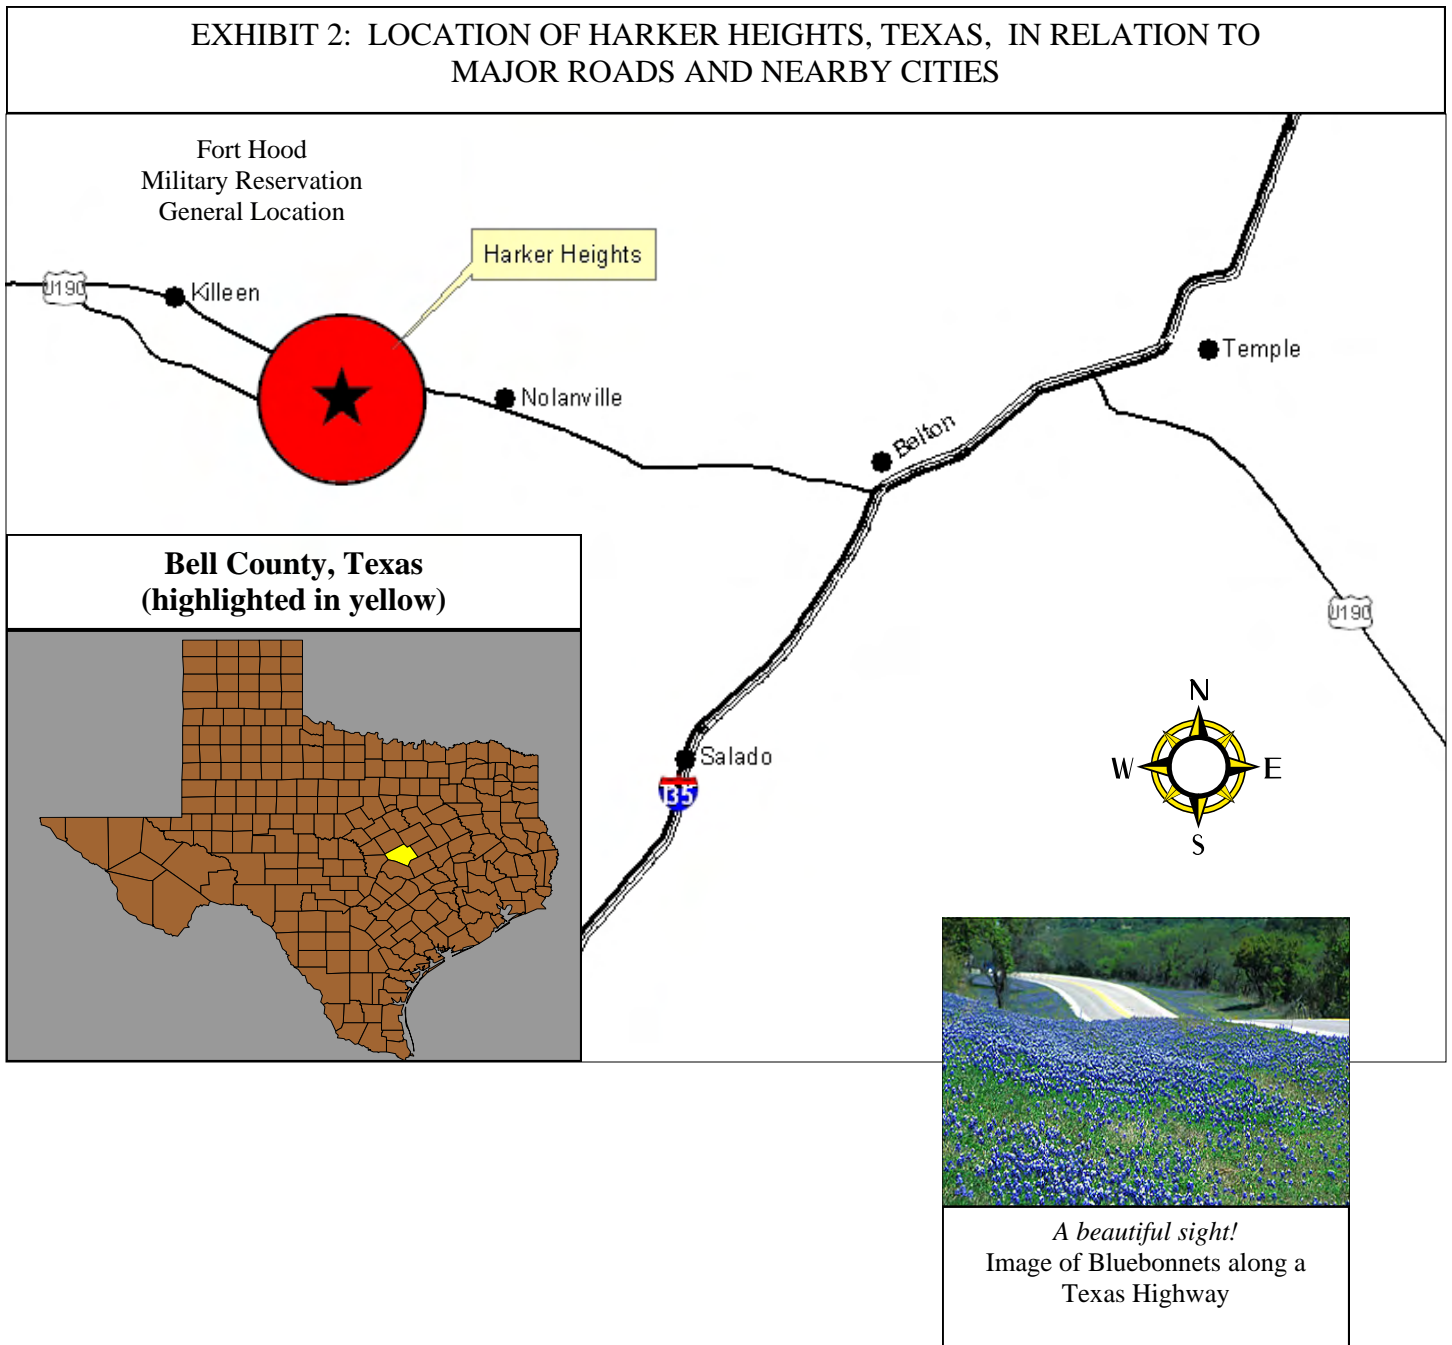 EXHIBIT 2: LOCATION OF HARKER HEIGHTS, TEXAS, IN RELATION TO
MAJOR ROADS AND NEARBY CITIES
Fort Hood
Military Reservation
General Location
Harker Heights
U190
Killeen
Temple
Nolanville
Belton
Bell County, Texas
(highlighted in yellow)
U190
N
W E
S
Salado
I35
A beautiful sight!
Image of Bluebonnets along a
Texas Highway